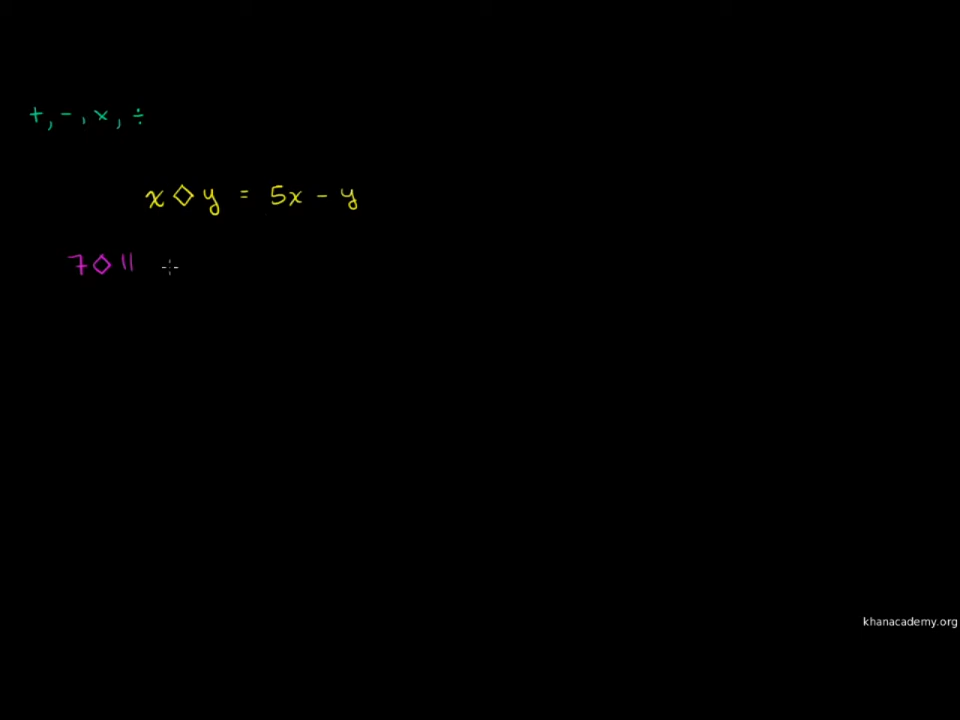 +, -, ×, ÷
x ◇ y = 5x - y
7 ◇ 11
khanacademy.org